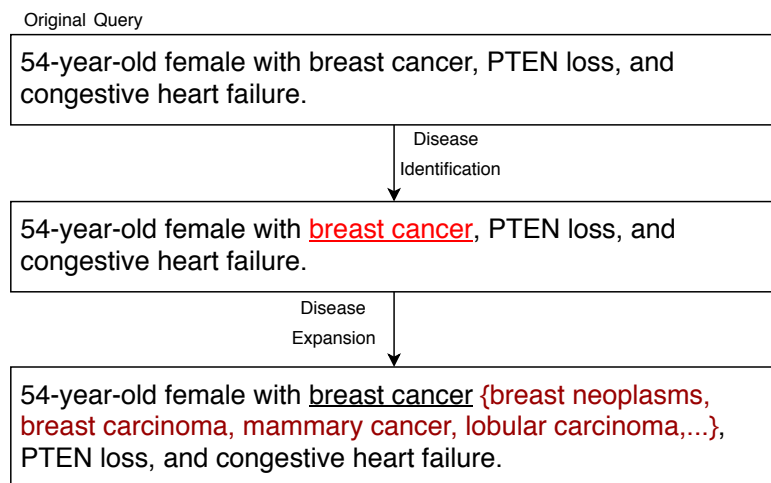 Original Query
54-year-old female with breast cancer, PTEN loss, and
congestive heart failure.
Disease
Identification
54-year-old female with breast cancer, PTEN loss, and
congestive heart failure.
Disease
Expansion
54-year-old female with breast cancer {breast neoplasms,
breast carcinoma, mammary cancer, lobular carcinoma,...},
PTEN loss, and congestive heart failure.